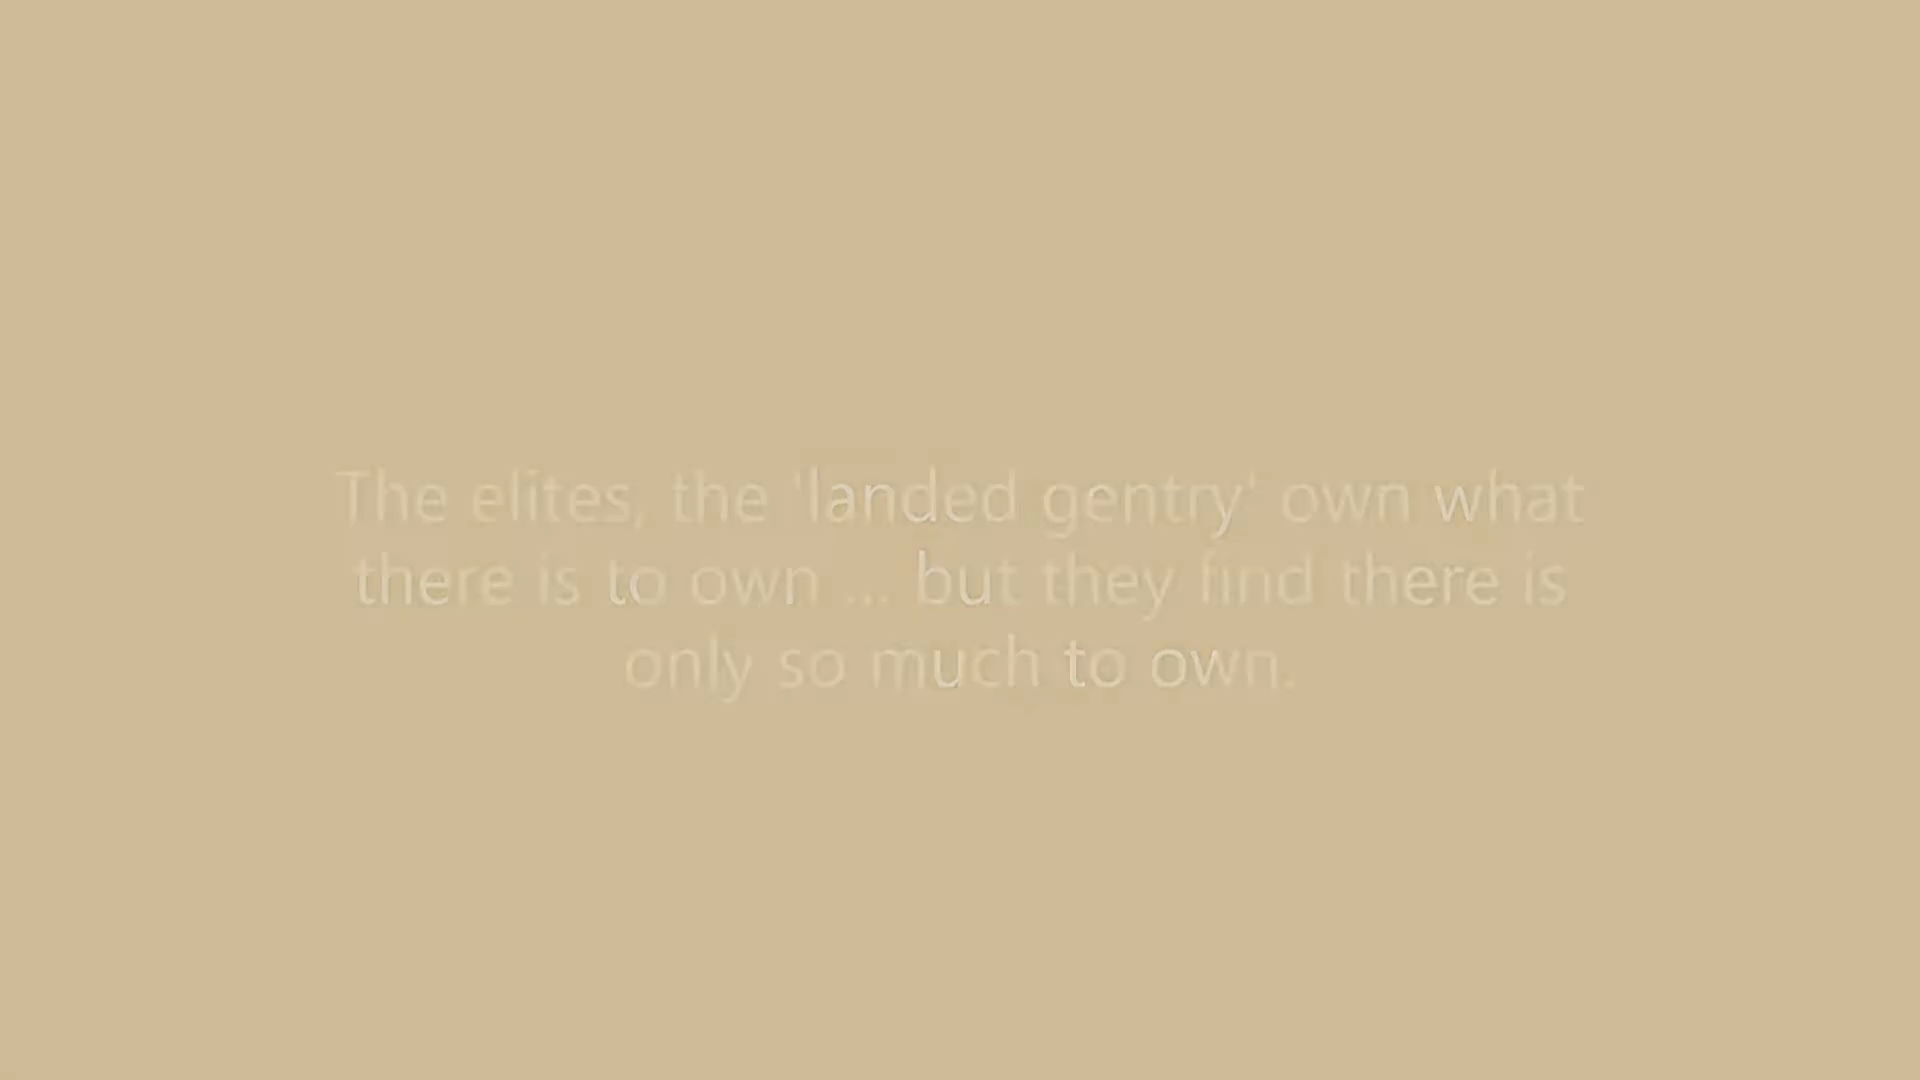 The elites, the 'landed gentry' own what
there is to own ... but they find there is
only so much to own.